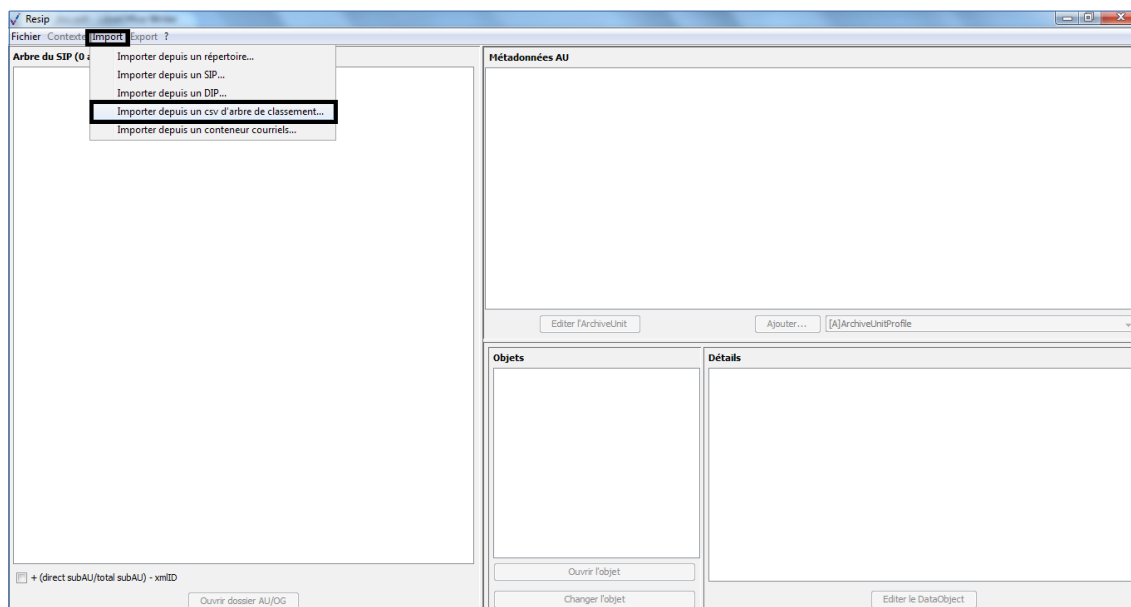 Resip
Fichier Contexte Import Export ?
Arbre du SIP (0
Importer depuis un répertoire...
Importer depuis un SIP...
Importer depuis un DIP...
Importer depuis un csv d'arbre de classement...
Importer depuis un conteneur courriels...
Métadonnées AU
Editer l'ArchiveUnit
Ajouter...
[A]ArchiveUnitProfile
Objets
Détails
+ (direct subAU/total subAU) - xmlID
Ouvrir dossier AU/OG
Ouvrir l'objet
Changer l'objet
Editer le DataObject